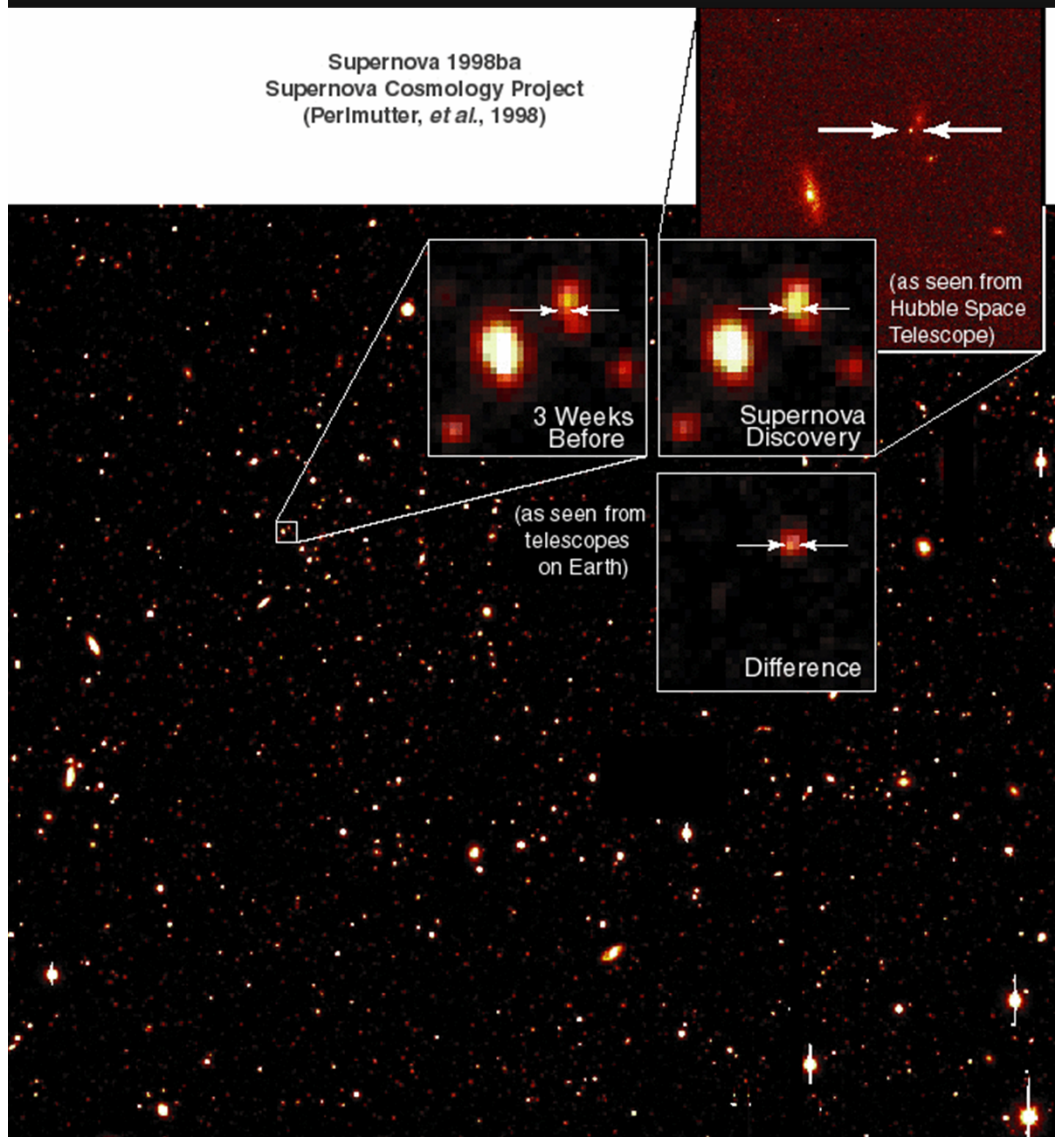 Supernova 1998ba
Supernova Cosmology Project
(Perlmutter, et al., 1998)
(as seen from
Hubble Space
Telescope)
3 Weeks
Before
Supernova
Discovery
(as seen from
telescopes
on Earth)
Difference